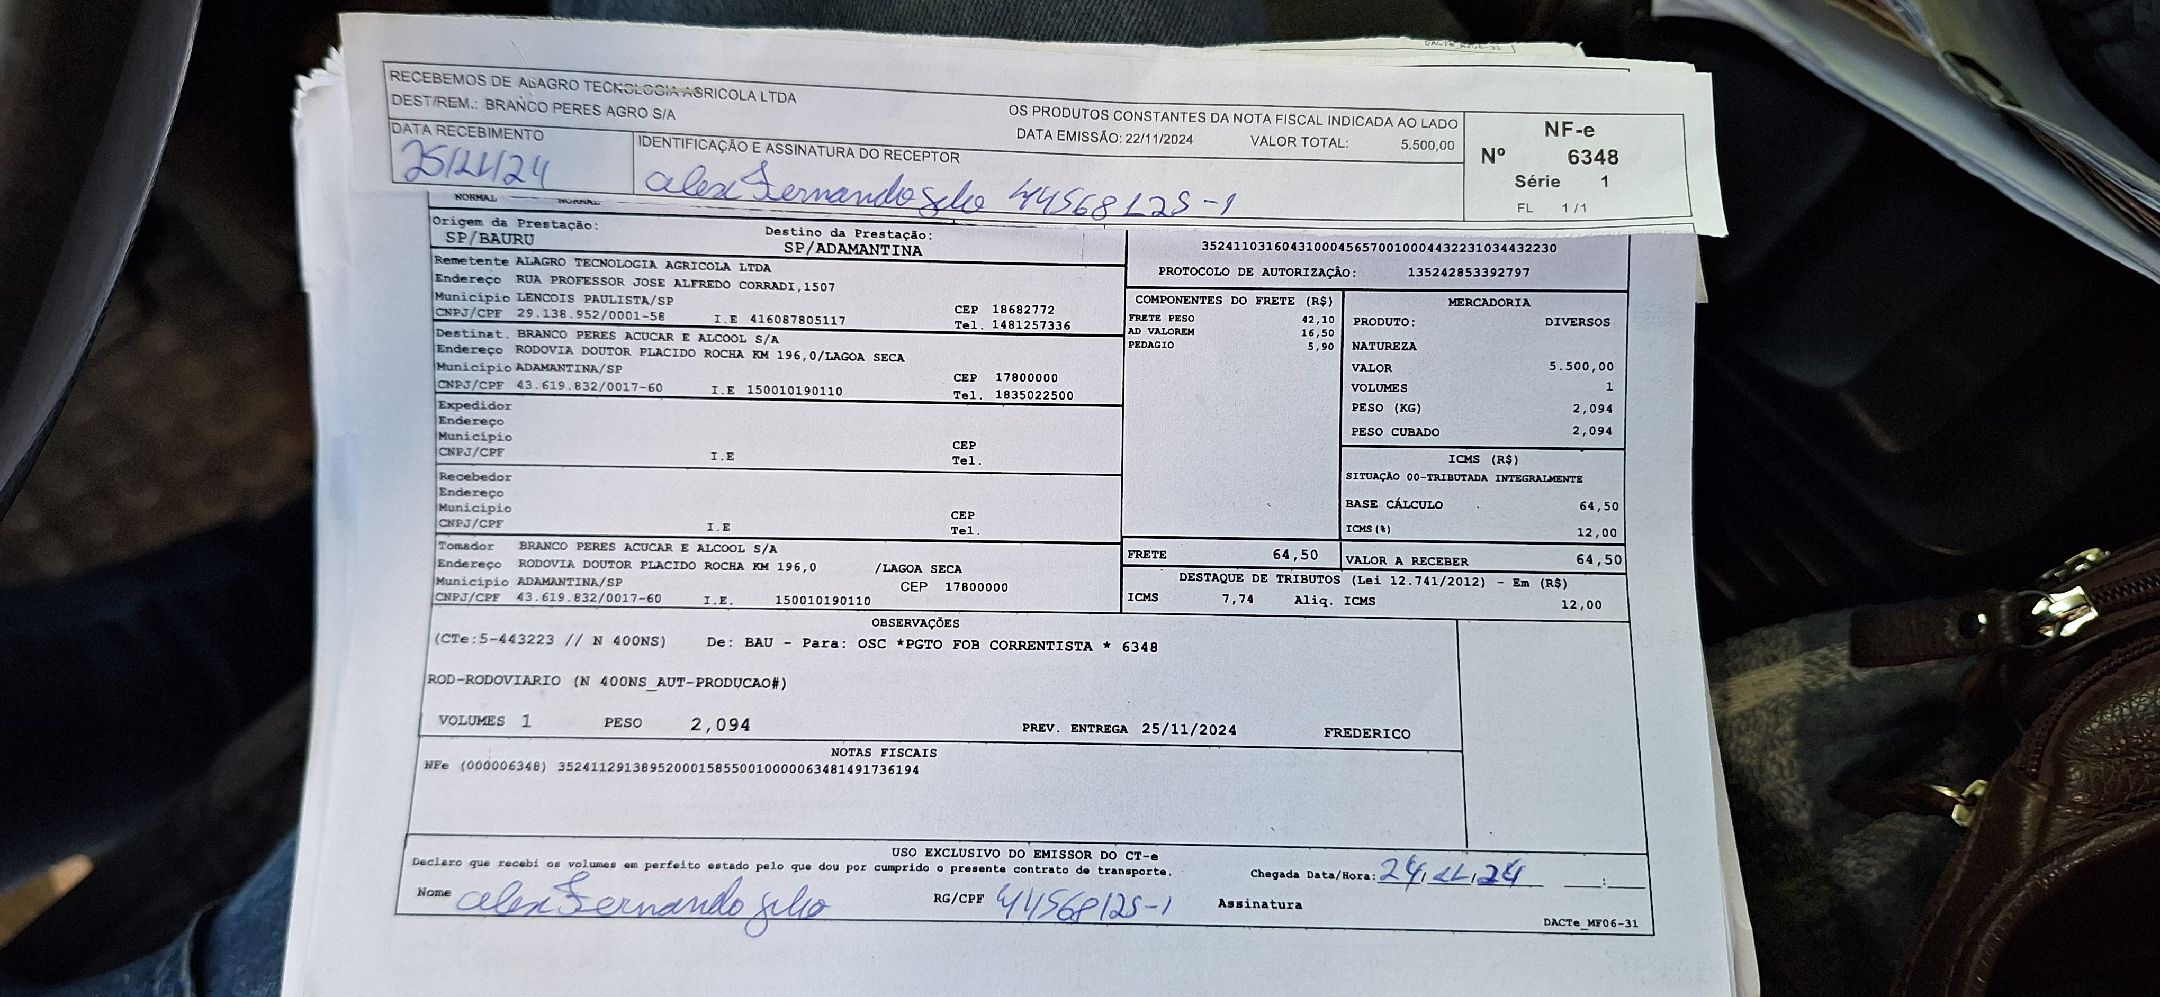 RECEBEMOS DE ALAGRO TECNOLOGIA AGRICOLA LTDA
OS PRODUTOS CONSTANTES DA NOTA FISCAL INDICADA AO LADO
DEST/REM.: BRANCO PERES AGRO S/A
DATA EMISSÃO: 22/11/2024 VALOR TOTAL: 5.500,00
NF-e
Nº 6348
Série 1
FL 1/1
DATA RECEBIMENTO
25/11/24
IDENTIFICAÇÃO E ASSINATURA DO RECEPTOR
alex Fernando 44568125-1
NORMAL NORMAL
Origem da Prestação: Destino da Prestação:
SP/BAURU SP/ADAMANTINA
35241103160431000456570010004432231034432230
PROTOCOLO DE AUTORIZAÇÃO: 135242853392797
Remetente ALAGRO TECNOLOGIA AGRICOLA LTDA
Endereço RUA PROFESSOR JOSE ALFREDO CORRADI,1507
Município LENCOIS PAULISTA/SP CEP 18682772
CNPJ/CPF 29.138.952/0001-58 I.E 416087805117 Tel. 1481257336
Destinat. BRANCO PERES ACUCAR E ALCOOL S/A
Endereço RODOVIA DOUTOR PLACIDO ROCHA KM 196,0/LAGOA SECA
Município ADAMANTINA/SP CEP 17800000
CNPJ/CPF 43.619.832/0017-60 I.E 150010190110 Tel. 1835022500
Expedidor
Endereço
Município CEP
CNPJ/CPF I.E Tel.
Recebedor
Endereço
Município CEP
CNPJ/CPF I.E Tel.
Tomador BRANCO PERES ACUCAR E ALCOOL S/A
Endereço RODOVIA DOUTOR PLACIDO ROCHA KM 196,0 /LAGOA SECA
Município ADAMANTINA/SP CEP 17800000
CNPJ/CPF 43.619.832/0017-60 I.E. 150010190110
COMPONENTES DO FRETE (R$)
FRETE PESO 42,10
AD VALOREM 16,50
PEDAGIO 5,90
MERCADORIA
PRODUTO: DIVERSOS
NATUREZA
VALOR 5.500,00
VOLUMES 1
PESO (KG) 2,094
PESO CUBADO 2,094
ICMS (R$)
SITUAÇÃO 00-TRIBUTADA INTEGRALMENTE
BASE CÁLCULO 64,50
ICMS(%) 12,00
FRETE 64,50 VALOR A RECEBER 64,50
DESTAQUE DE TRIBUTOS (Lei 12.741/2012) - Em (R$)
ICMS 7,74 Aliq. ICMS 12,00
OBSERVAÇÕES
(CTe:5-443223 // N 400NS) De: BAU - Para: OSC *PGTO FOB CORRENTISTA * 6348
ROD-RODOVIARIO (N 400NS_AUT-PRODUCAO#)
VOLUMES 1 PESO 2,094 PREV. ENTREGA 25/11/2024 FREDERICO
NOTAS FISCAIS
NFe (000006348) 35241129138952000158550010000063481491736194
USO EXCLUSIVO DO EMISSOR DO CT-e
Declaro que recebi os volumes em perfeito estado pelo que dou por cumprido o presente contrato de transporte. Chegada Data/Hora: 24.11.24 __:__
Nome alex Fernando RG/CPF 44568125-1 Assinatura
DACTe_MF06-31